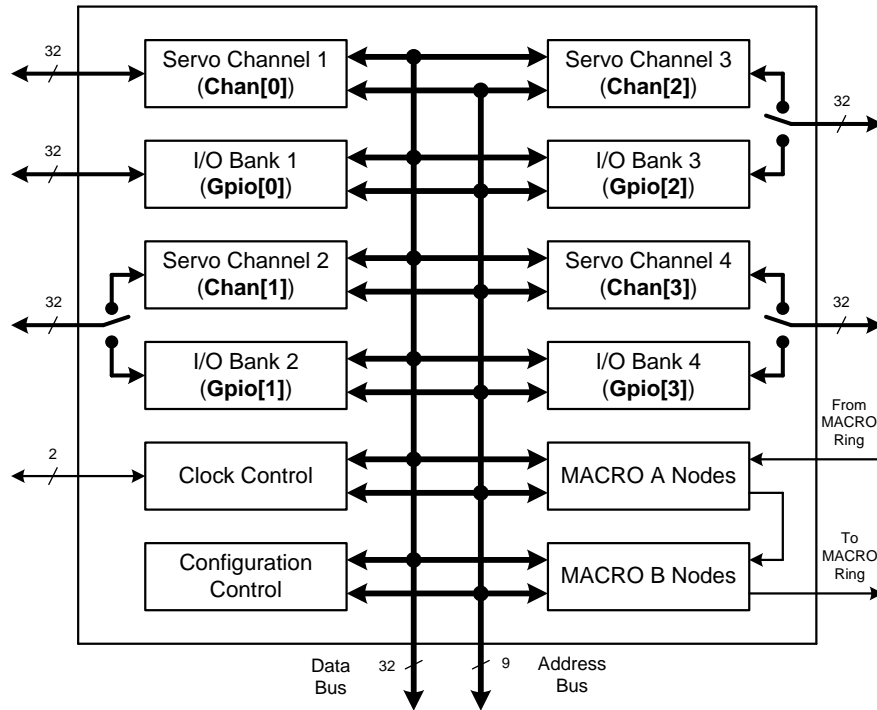 32
Servo Channel 1
(Chan[0])
Servo Channel 3
(Chan[2])
32
32
I/O Bank 1
(Gpio[0])
I/O Bank 3
(Gpio[2])
Servo Channel 2
(Chan[1])
Servo Channel 4
(Chan[3])
32
32
I/O Bank 2
(Gpio[1])
I/O Bank 4
(Gpio[3])
From
MACRO
Ring
2
Clock Control
MACRO A Nodes
To
MACRO
Ring
Configuration
Control
MACRO B Nodes
Data
Bus
32
9
Address
Bus